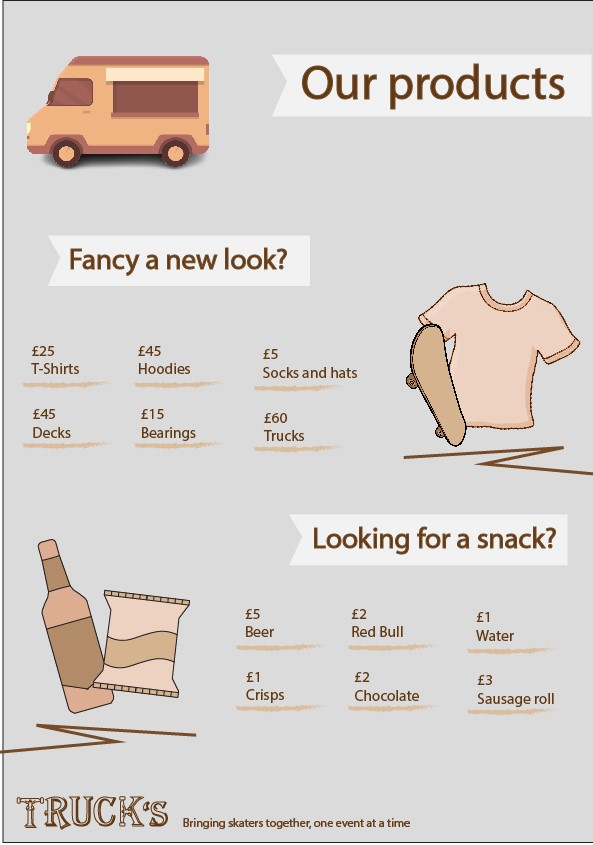 Our products
Fancy a new look?
£25
T-Shirts
£45
Hoodies
£5
Socks and hats
£45
Decks
£15
Bearings
£60
Trucks
Looking for a snack?
£5
Beer
£2
Red Bull
£1
Water
£1
Crisps
£2
Chocolate
£3
Sausage roll
TRUCK'S
Bringing skaters together, one event at a time